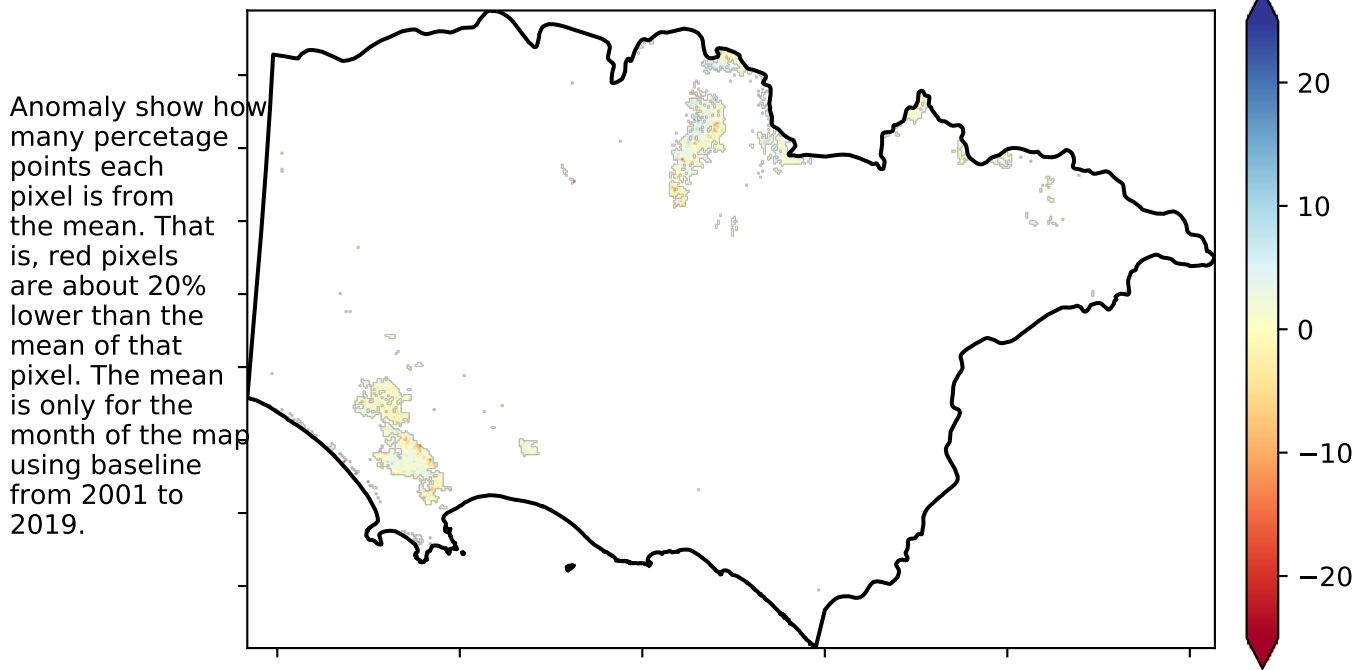 Anomaly show how
many percetage
points each
pixel is from
the mean. That
is, red pixels
are about 20%
lower than the
mean of that
pixel. The mean
is only for the
month of the map
using baseline
from 2001 to
2019.
20
10
0
−10
−20